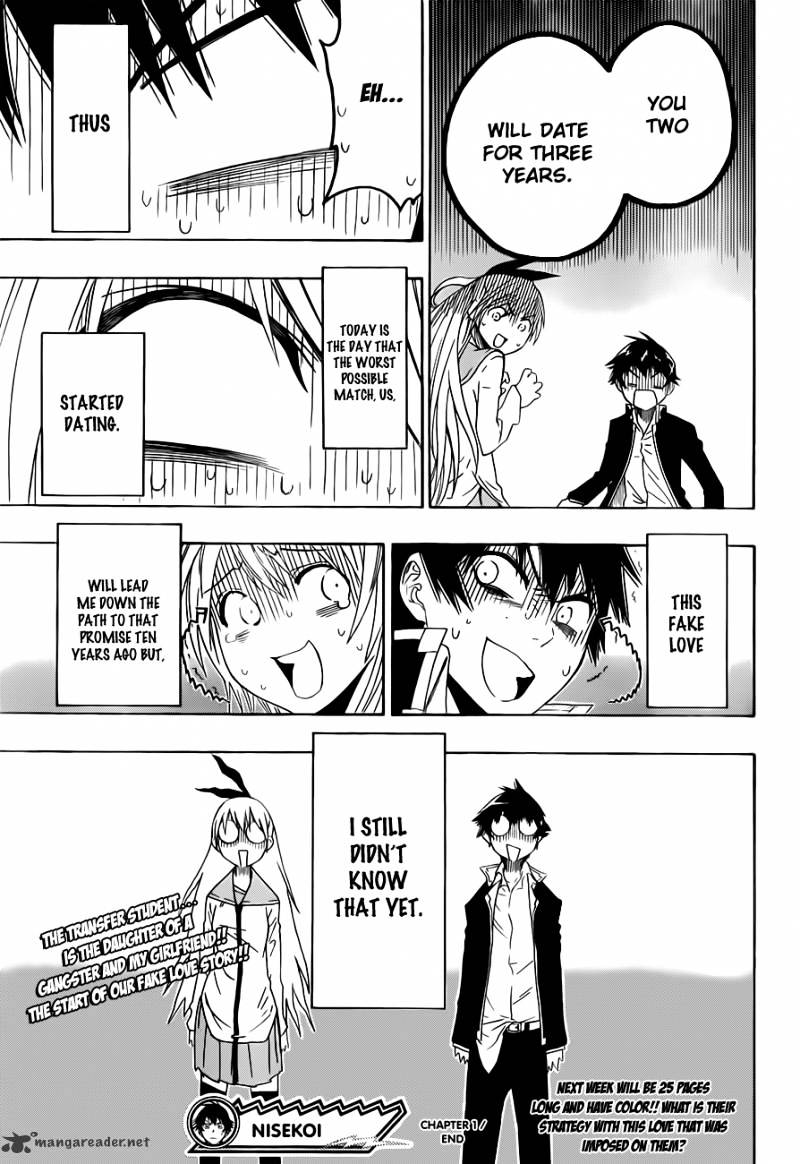 YOU
TWO
WILL DATE
FOR THREE
YEARS.
EH...
THUS
TODAY
IS THE
DAY THAT
THE WORST
POSSIBLE
MATCH, US,
STARTED
DATING.
THIS
FAKE
LOVE
WILL LEAD
ME DOWN THE
PATH TO THAT
PROMISE TEN
YEARS AGO BUT,
I STILL
DIDN'T
KNOW
THAT YET.
THE TRANSFER STUDENT....
IS THE DAUGHTER OF A
GANGSTER AND MY GIRLFRIEND!!
THE START OF OUR FAKE LOVE STORY!!
NEXT WEEK WILL BE 25 PAGES
LONG AND HAVE COLOR!! WHAT IS THEIR
STRATEGY WITH THIS LOVE THAT WAS
IMPOSED ON THEM?
NISEKOI
CHAPTER 1 /
END
mangareader.net